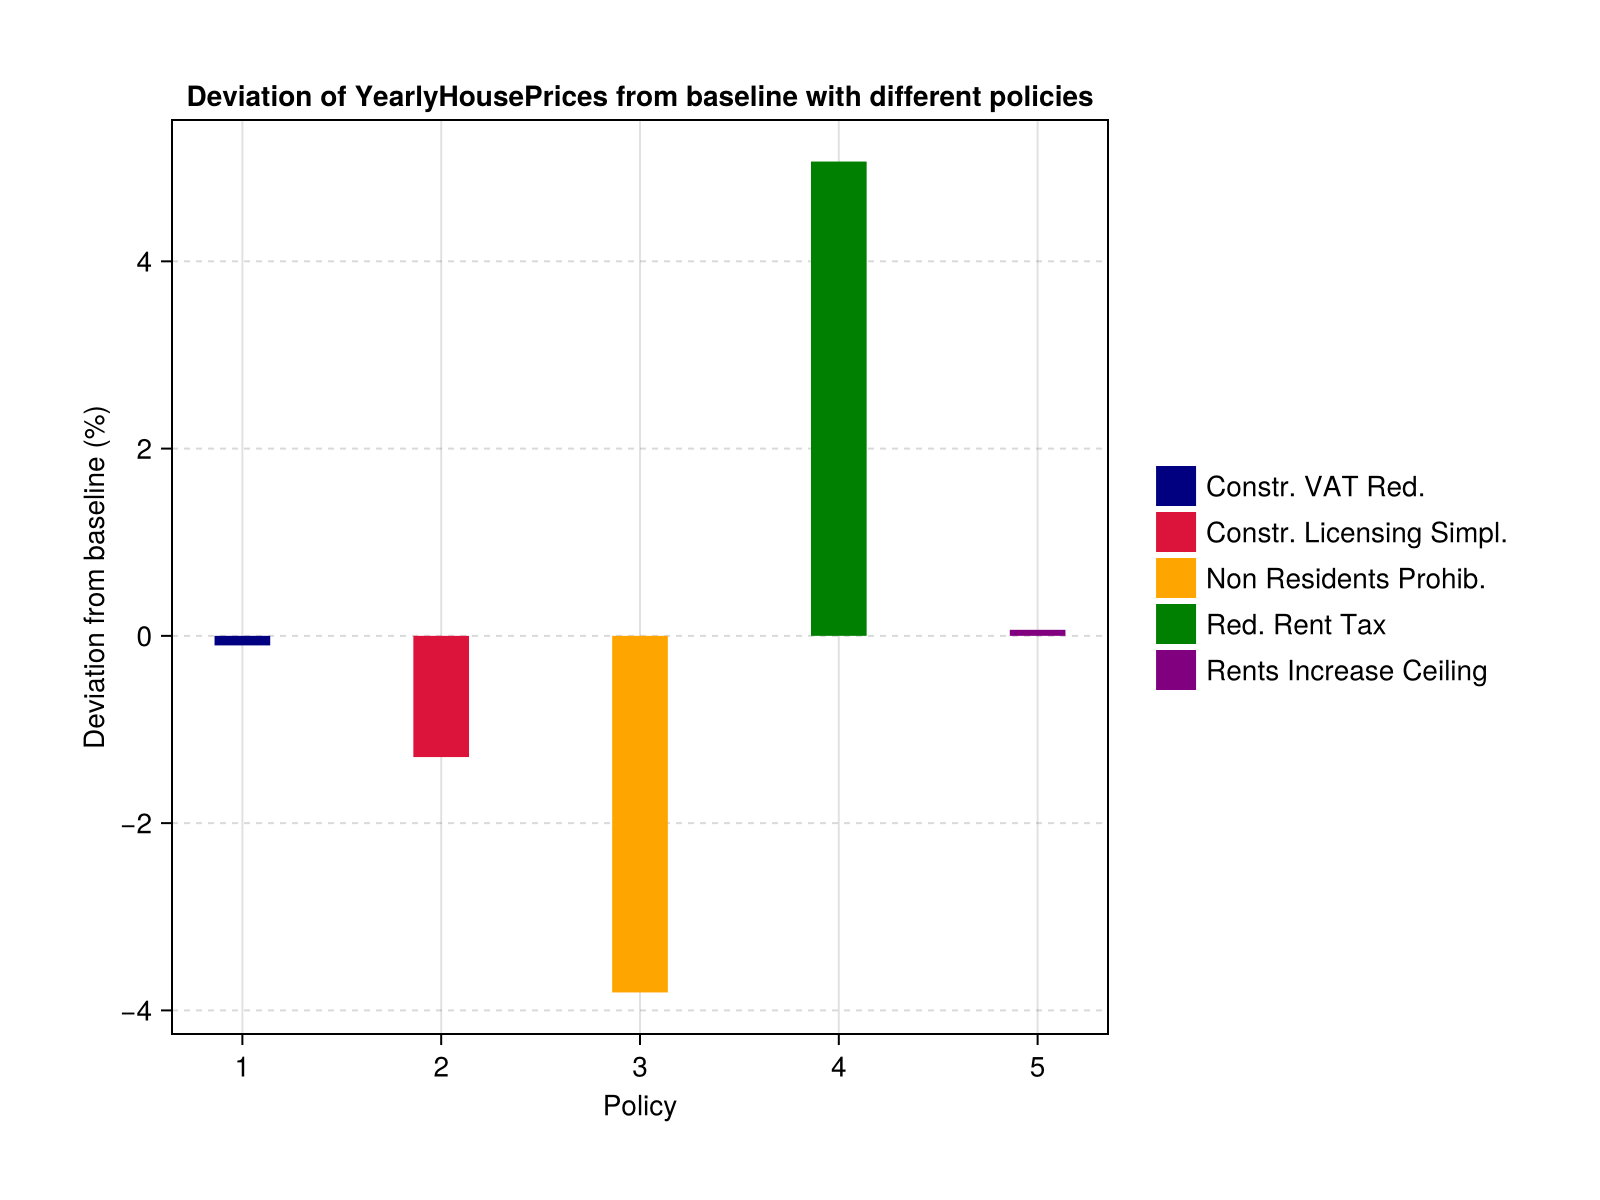 Deviation of YearlyHousePrices from baseline with different policies
Deviation from baseline (%)
4
2
0
−2
−4
1 2 3 4 5
Policy
Constr. VAT Red.
Constr. Licensing Simpl.
Non Residents Prohib.
Red. Rent Tax
Rents Increase Ceiling